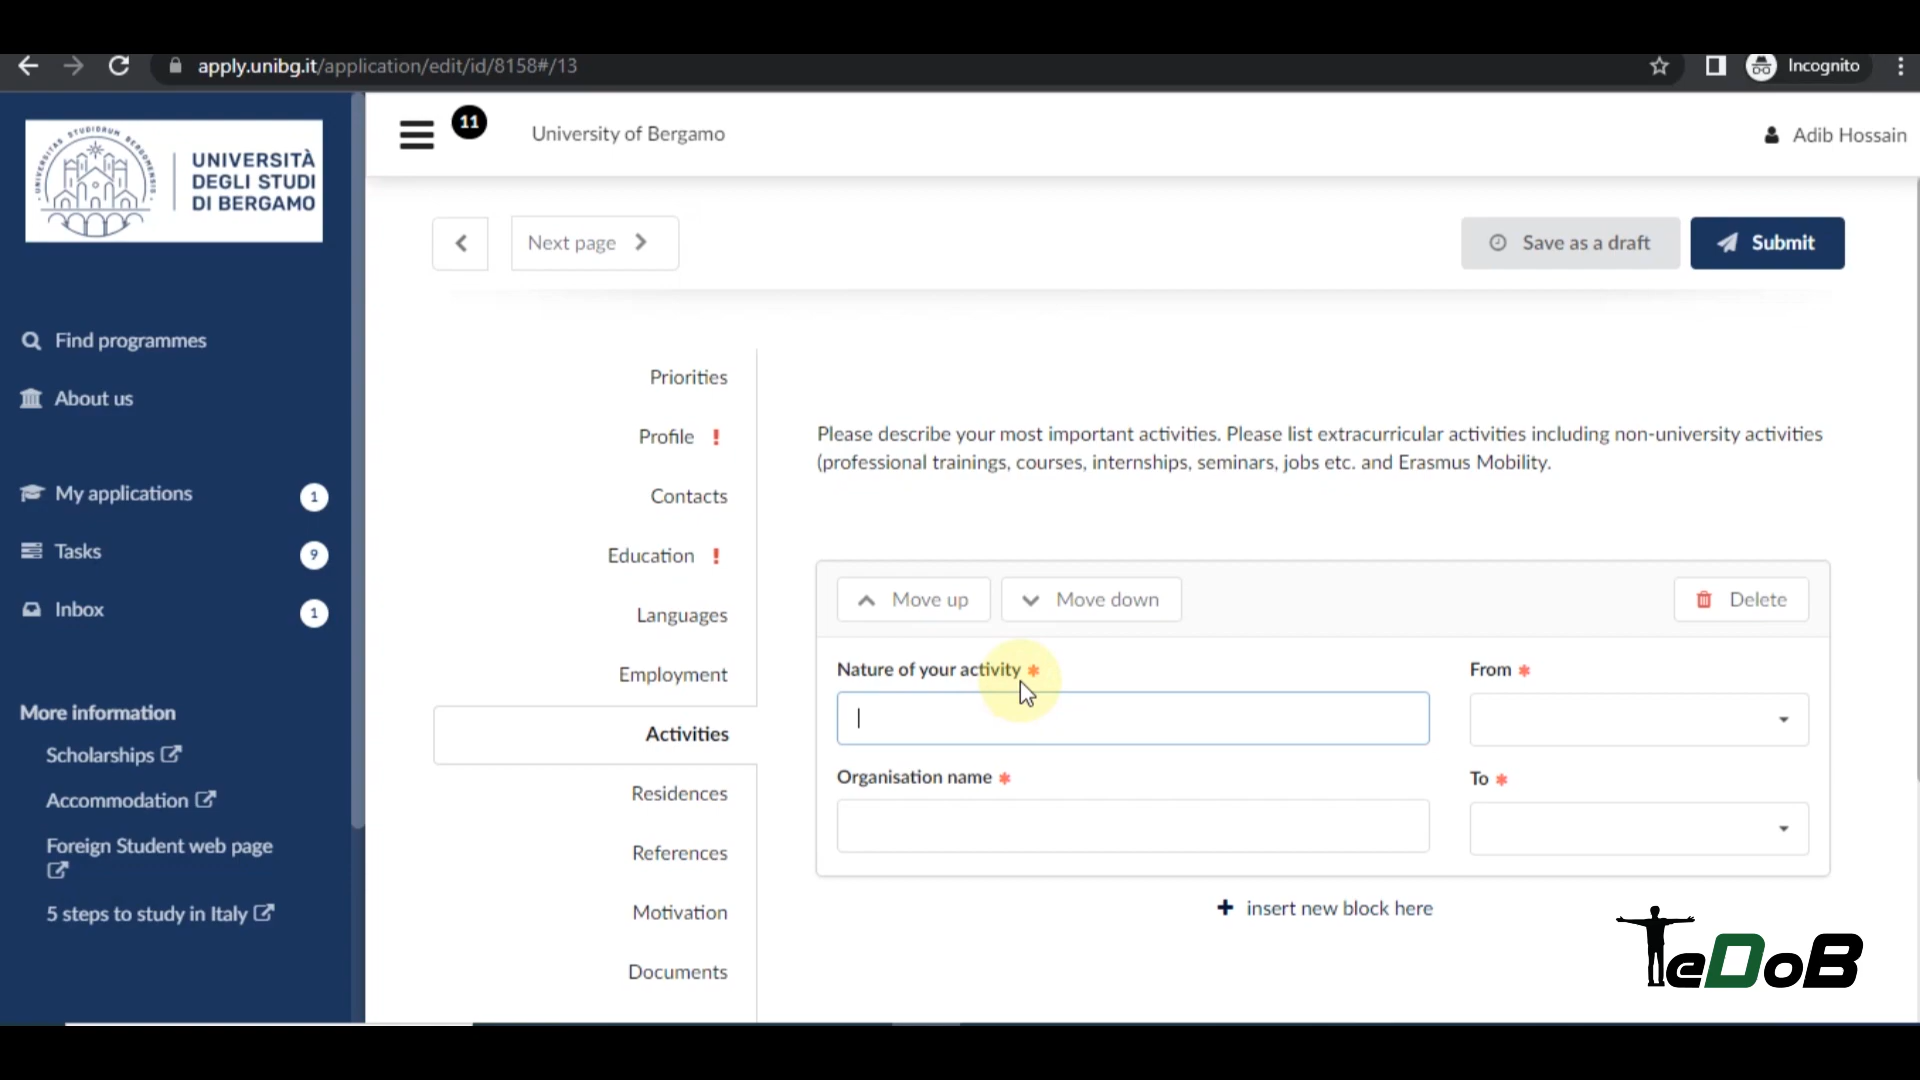 apply.unibg.it/application/edit/id/8158#/13
Incognito
UNIVERSITÀ
DEGLI STUDI
DI BERGAMO
11
University of Bergamo
Adib Hossain
Next page
Save as a draft
Submit
Find programmes
About us
My applications 1
Tasks 9
Inbox 1
More information
Scholarships
Accommodation
Foreign Student web page
5 steps to study in Italy
Priorities
Profile !
Contacts
Education !
Languages
Employment
Activities
Residences
References
Motivation
Documents
Please describe your most important activities. Please list extracurricular activities including non-university activities
(professional trainings, courses, internships, seminars, jobs etc. and Erasmus Mobility.
Move up
Move down
Delete
Nature of your activity *
From *
Organisation name *
To *
+ insert new block here
TeDoB